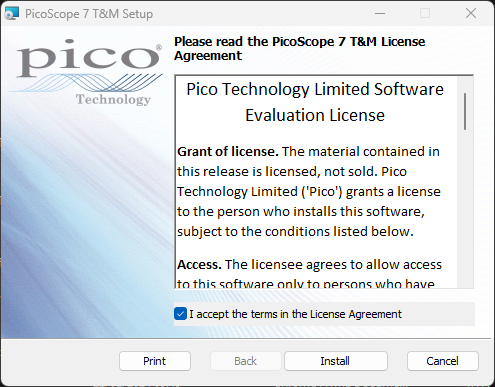 PicoScope 7 T&M Setup
pico®
Technology
Please read the PicoScope 7 T&M License
Agreement
Pico Technology Limited Software
Evaluation License
Grant of license. The material contained in
this release is licensed, not sold. Pico
Technology Limited ('Pico') grants a license
to the person who installs this software,
subject to the conditions listed below.
Access. The licensee agrees to allow access
to this software only to persons who have
I accept the terms in the License Agreement
Print
Back
Install
Cancel